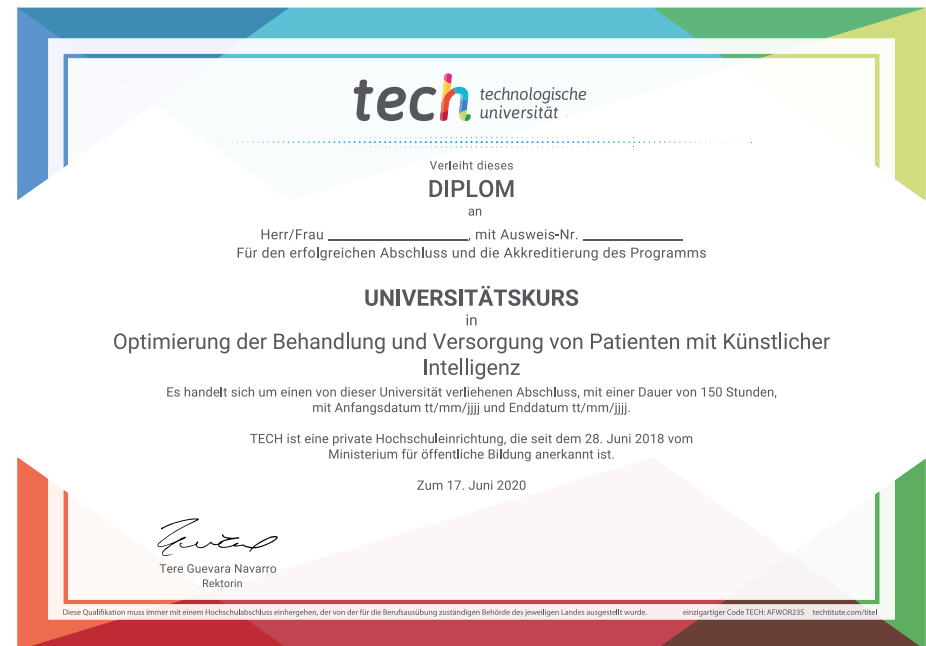 tech technologische
universität
Verleiht dieses
DIPLOM
an
Herr/Frau ____________________, mit Ausweis-Nr. ______________
Für den erfolgreichen Abschluss und die Akkreditierung des Programms
UNIVERSITÄTSKURS
in
Optimierung der Behandlung und Versorgung von Patienten mit Künstlicher
Intelligenz
Es handelt sich um einen von dieser Universität verliehenen Abschluss, mit einer Dauer von 150 Stunden,
mit Anfangsdatum tt/mm/jjjj und Enddatum tt/mm/jjjj.
TECH ist eine private Hochschuleinrichtung, die seit dem 28. Juni 2018 vom
Ministerium für öffentliche Bildung anerkannt ist.
Zum 17. Juni 2020
Tere Guevara Navarro
Rektorin
Diese Qualifikation muss immer mit einem Hochschulabschluss einhergehen, der von der für die Berufsausübung zuständigen Behörde des jeweiligen Landes ausgestellt wurde. einzigartiger Code TECH: AFWOR23S techtitute.com/titel